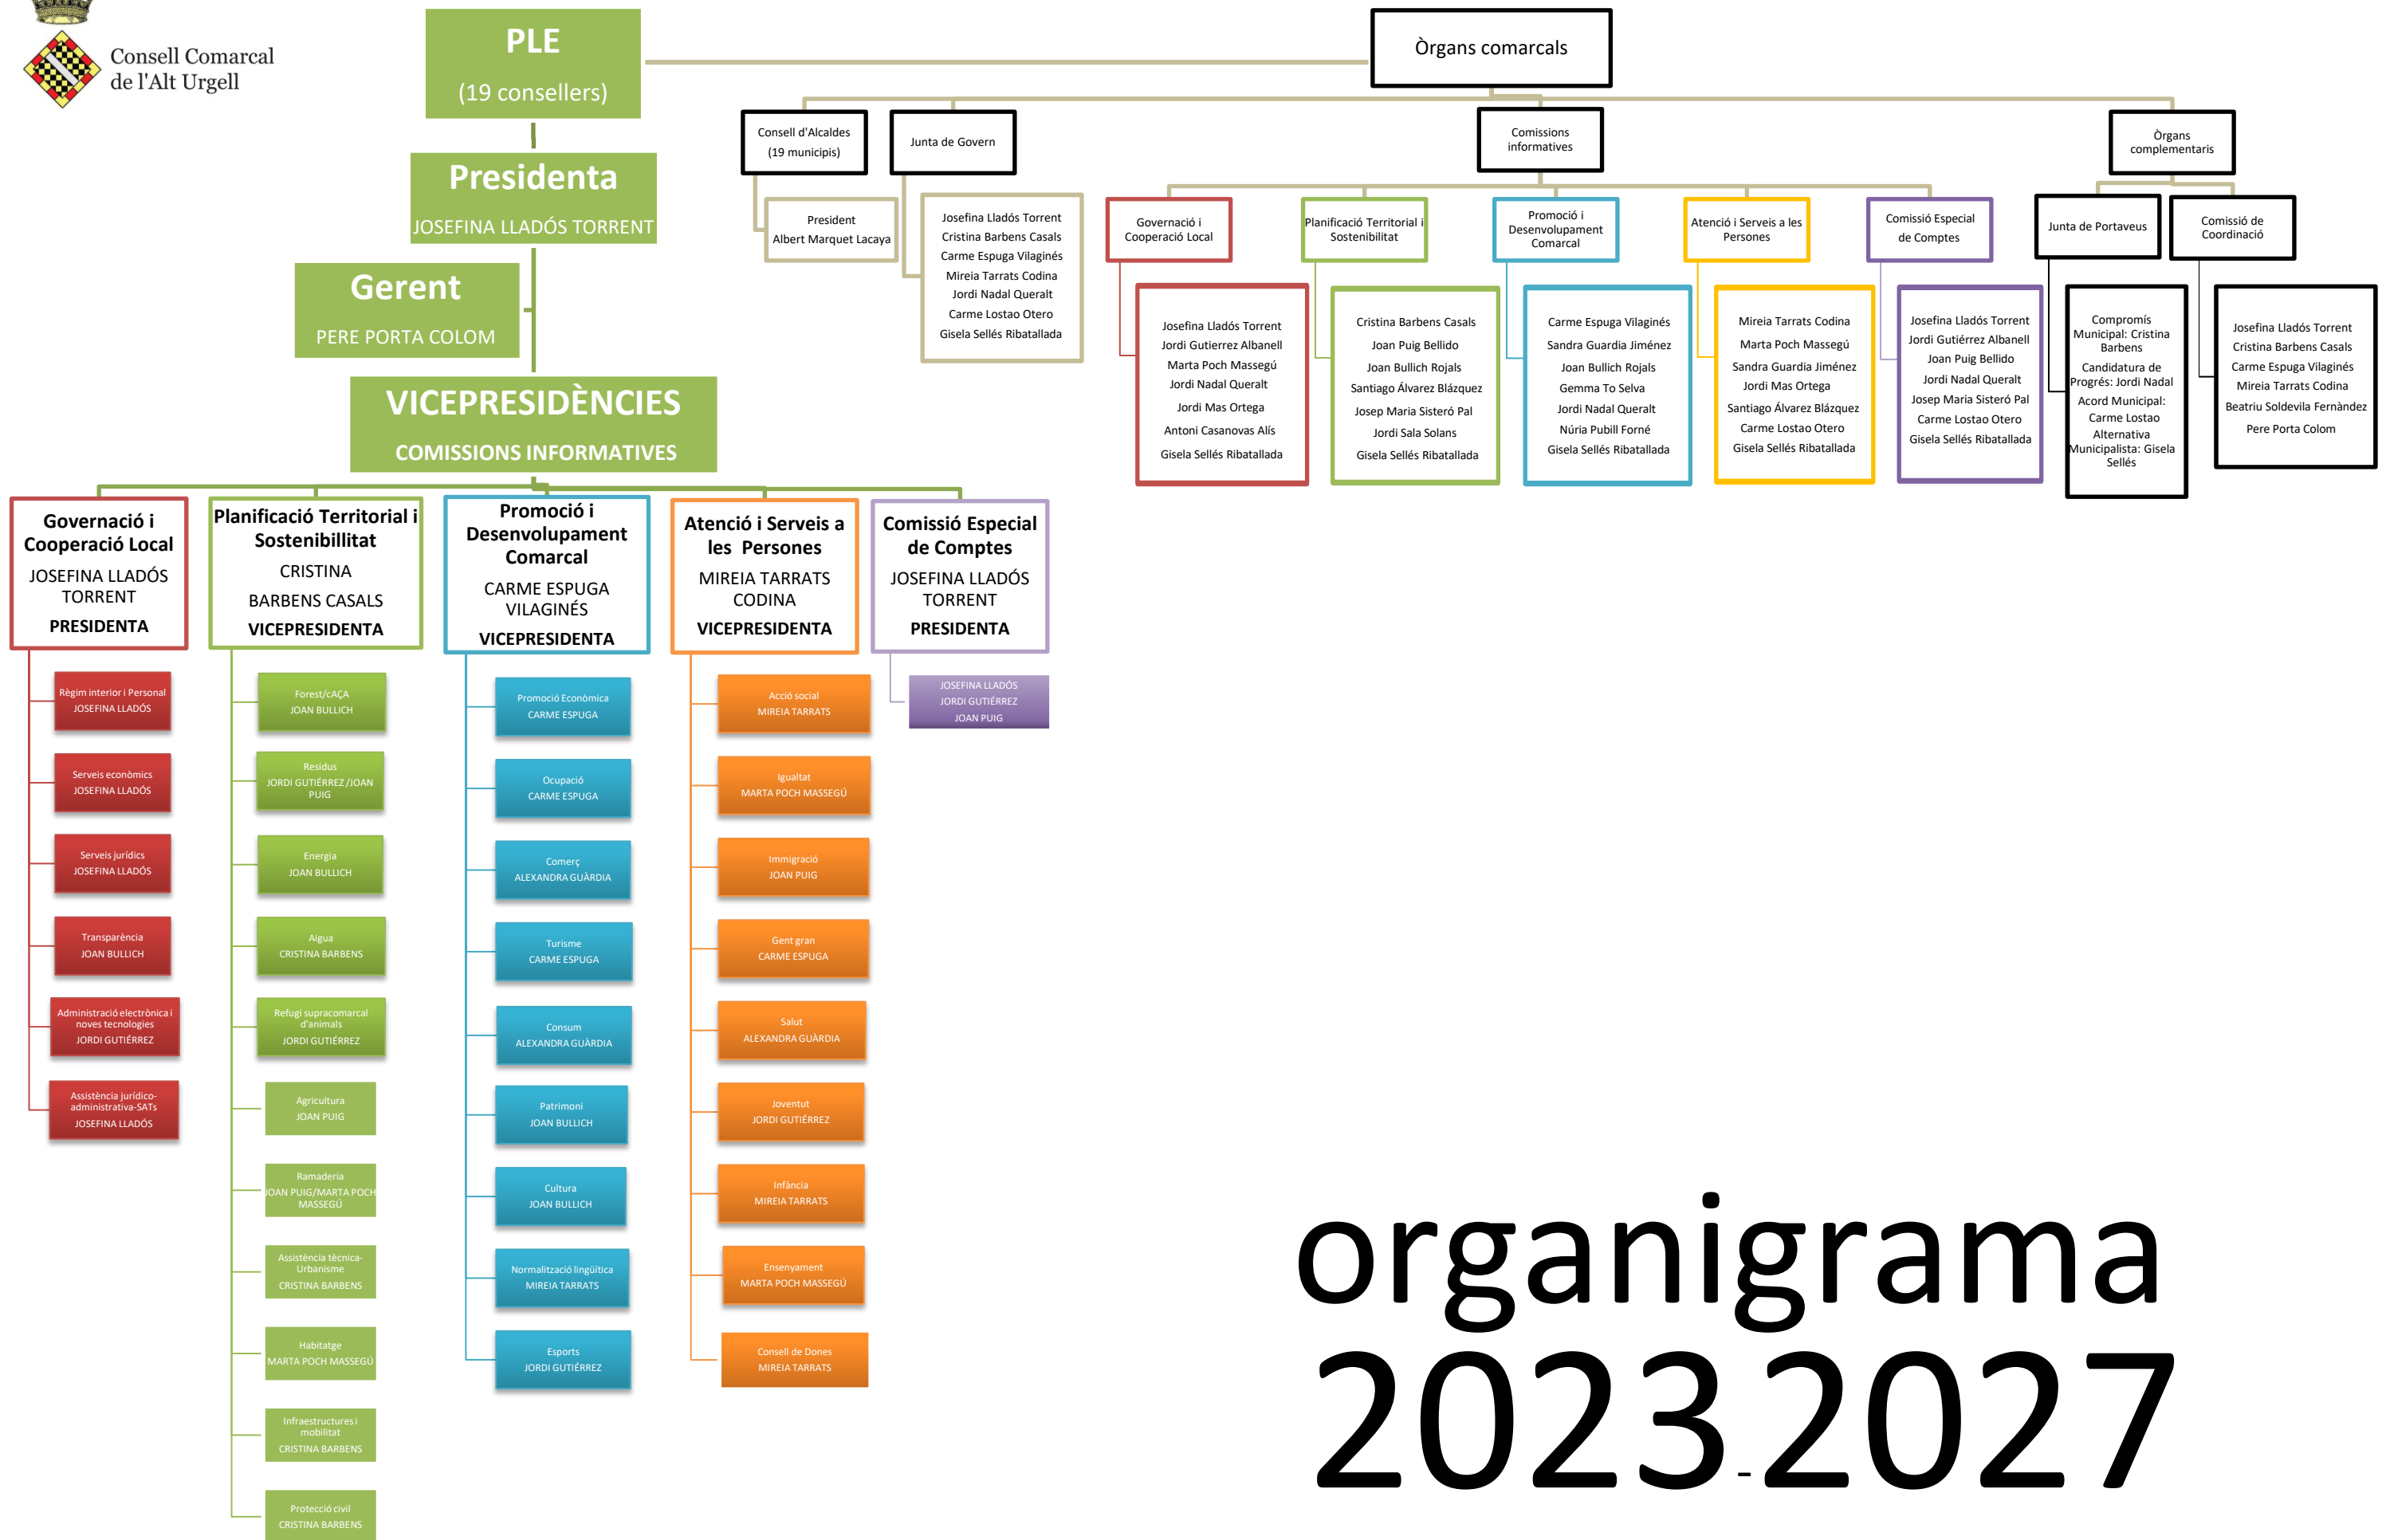 Consell Comarcal
de l'Alt Urgell
PLE
(19 consellers)
Presidenta
JOSEFINA LLADÓS TORRENT
Gerent
PERE PORTA COLOM
VICEPRESIDÈNCIES
COMISSIONS INFORMATIVES
Òrgans comarcals
Consell d'Alcaldes
(19 municipis)
President
Albert Marquet Lacaya
Junta de Govern
Josefina Lladós Torrent
Cristina Barbens Casals
Carme Espuga Vilaginés
Mireia Tarrats Codina
Jordi Nadal Queralt
Carme Lostao Otero
Gisela Sellés Ribatallada
Comissions
informatives
Governació i
Cooperació Local
Josefina Lladós Torrent
Jordi Gutierrez Albanell
Marta Poch Massegú
Jordi Nadal Queralt
Jordi Mas Ortega
Antoni Casanovas Alís
Gisela Sellés Ribatallada
Planificació Territorial i
Sostenibilitat
Cristina Barbens Casals
Joan Puig Bellido
Joan Bullich Rojals
Santiago Álvarez Blázquez
Josep Maria Sisteró Pal
Jordi Sala Solans
Gisela Sellés Ribatallada
Promoció i
Desenvolupament
Comarcal
Carme Espuga Vilaginés
Sandra Guardia Jiménez
Joan Bullich Rojals
Gemma To Selva
Jordi Nadal Queralt
Núria Pubill Forné
Gisela Sellés Ribatallada
Atenció i Serveis a les
Persones
Mireia Tarrats Codina
Marta Poch Massegú
Sandra Guardia Jiménez
Jordi Mas Ortega
Santiago Álvarez Blázquez
Carme Lostao Otero
Gisela Sellés Ribatallada
Comissió Especial
de Comptes
Josefina Lladós Torrent
Jordi Gutiérrez Albanell
Joan Puig Bellido
Jordi Nadal Queralt
Josep Maria Sisteró Pal
Carme Lostao Otero
Gisela Sellés Ribatallada
Òrgans
complementaris
Junta de Portaveus
Compromís
Municipal: Cristina
Barbens
Candidatura de
Progrés: Jordi Nadal
Acord Municipal:
Carme Lostao
Alternativa
Municipalista: Gisela
Sellés
Comissió de
Coordinació
Josefina Lladós Torrent
Cristina Barbens Casals
Carme Espuga Vilaginés
Mireia Tarrats Codina
Beatriu Soldevila Fernàndez
Pere Porta Colom
Governació i
Cooperació Local
JOSEFINA LLADÓS
TORRENT
PRESIDENTA
Règim interior i Personal
JOSEFINA LLADÓS
Serveis econòmics
JOSEFINA LLADÓS
Serveis jurídics
JOSEFINA LLADÓS
Transparència
JOAN BULLICH
Administració electrònica i
noves tecnologies
JORDI GUTIÉRREZ
Assistència jurídico-
administrativa-SATs
JOSEFINA LLADÓS
Planificació Territorial i
Sostenibillitat
CRISTINA
BARBENS CASALS
VICEPRESIDENTA
Forest/cAÇA
JOAN BULLICH
Residus
JORDI GUTIÉRREZ/JOAN
PUIG
Energia
JOAN BULLICH
Aigua
CRISTINA BARBENS
Refugi supracomarcal
d'animals
JORDI GUTIÉRREZ
Agricultura
JOAN PUIG
Ramaderia
JOAN PUIG/MARTA POCH
MASSEGÚ
Assistència tècnica-
Urbanisme
CRISTINA BARBENS
Habitatge
MARTA POCH MASSEGÚ
Infraestructures i
mobilitat
CRISTINA BARBENS
Protecció civil
CRISTINA BARBENS
Promoció i
Desenvolupament
Comarcal
CARME ESPUGA
VILAGINÉS
VICEPRESIDENTA
Promoció Econòmica
CARME ESPUGA
Ocupació
CARME ESPUGA
Comerç
ALEXANDRA GUÀRDIA
Turisme
CARME ESPUGA
Consum
ALEXANDRA GUÀRDIA
Patrimoni
JOAN BULLICH
Cultura
JOAN BULLICH
Normalització lingüítica
MIREIA TARRATS
Esports
JORDI GUTIÉRREZ
Atenció i Serveis a
les Persones
MIREIA TARRATS
CODINA
VICEPRESIDENTA
Acció social
MIREIA TARRATS
Igualtat
MARTA POCH MASSEGÚ
Immigració
JOAN PUIG
Gent gran
CARME ESPUGA
Salut
ALEXANDRA GUÀRDIA
Joventut
JORDI GUTIÉRREZ
Infància
MIREIA TARRATS
Ensenyament
MARTA POCH MASSEGÚ
Consell de Dones
MIREIA TARRATS
Comissió Especial
de Comptes
JOSEFINA LLADÓS
TORRENT
PRESIDENTA
JOSEFINA LLADÓS
JORDI GUTIÉRREZ
JOAN PUIG
organigrama
2023-2027